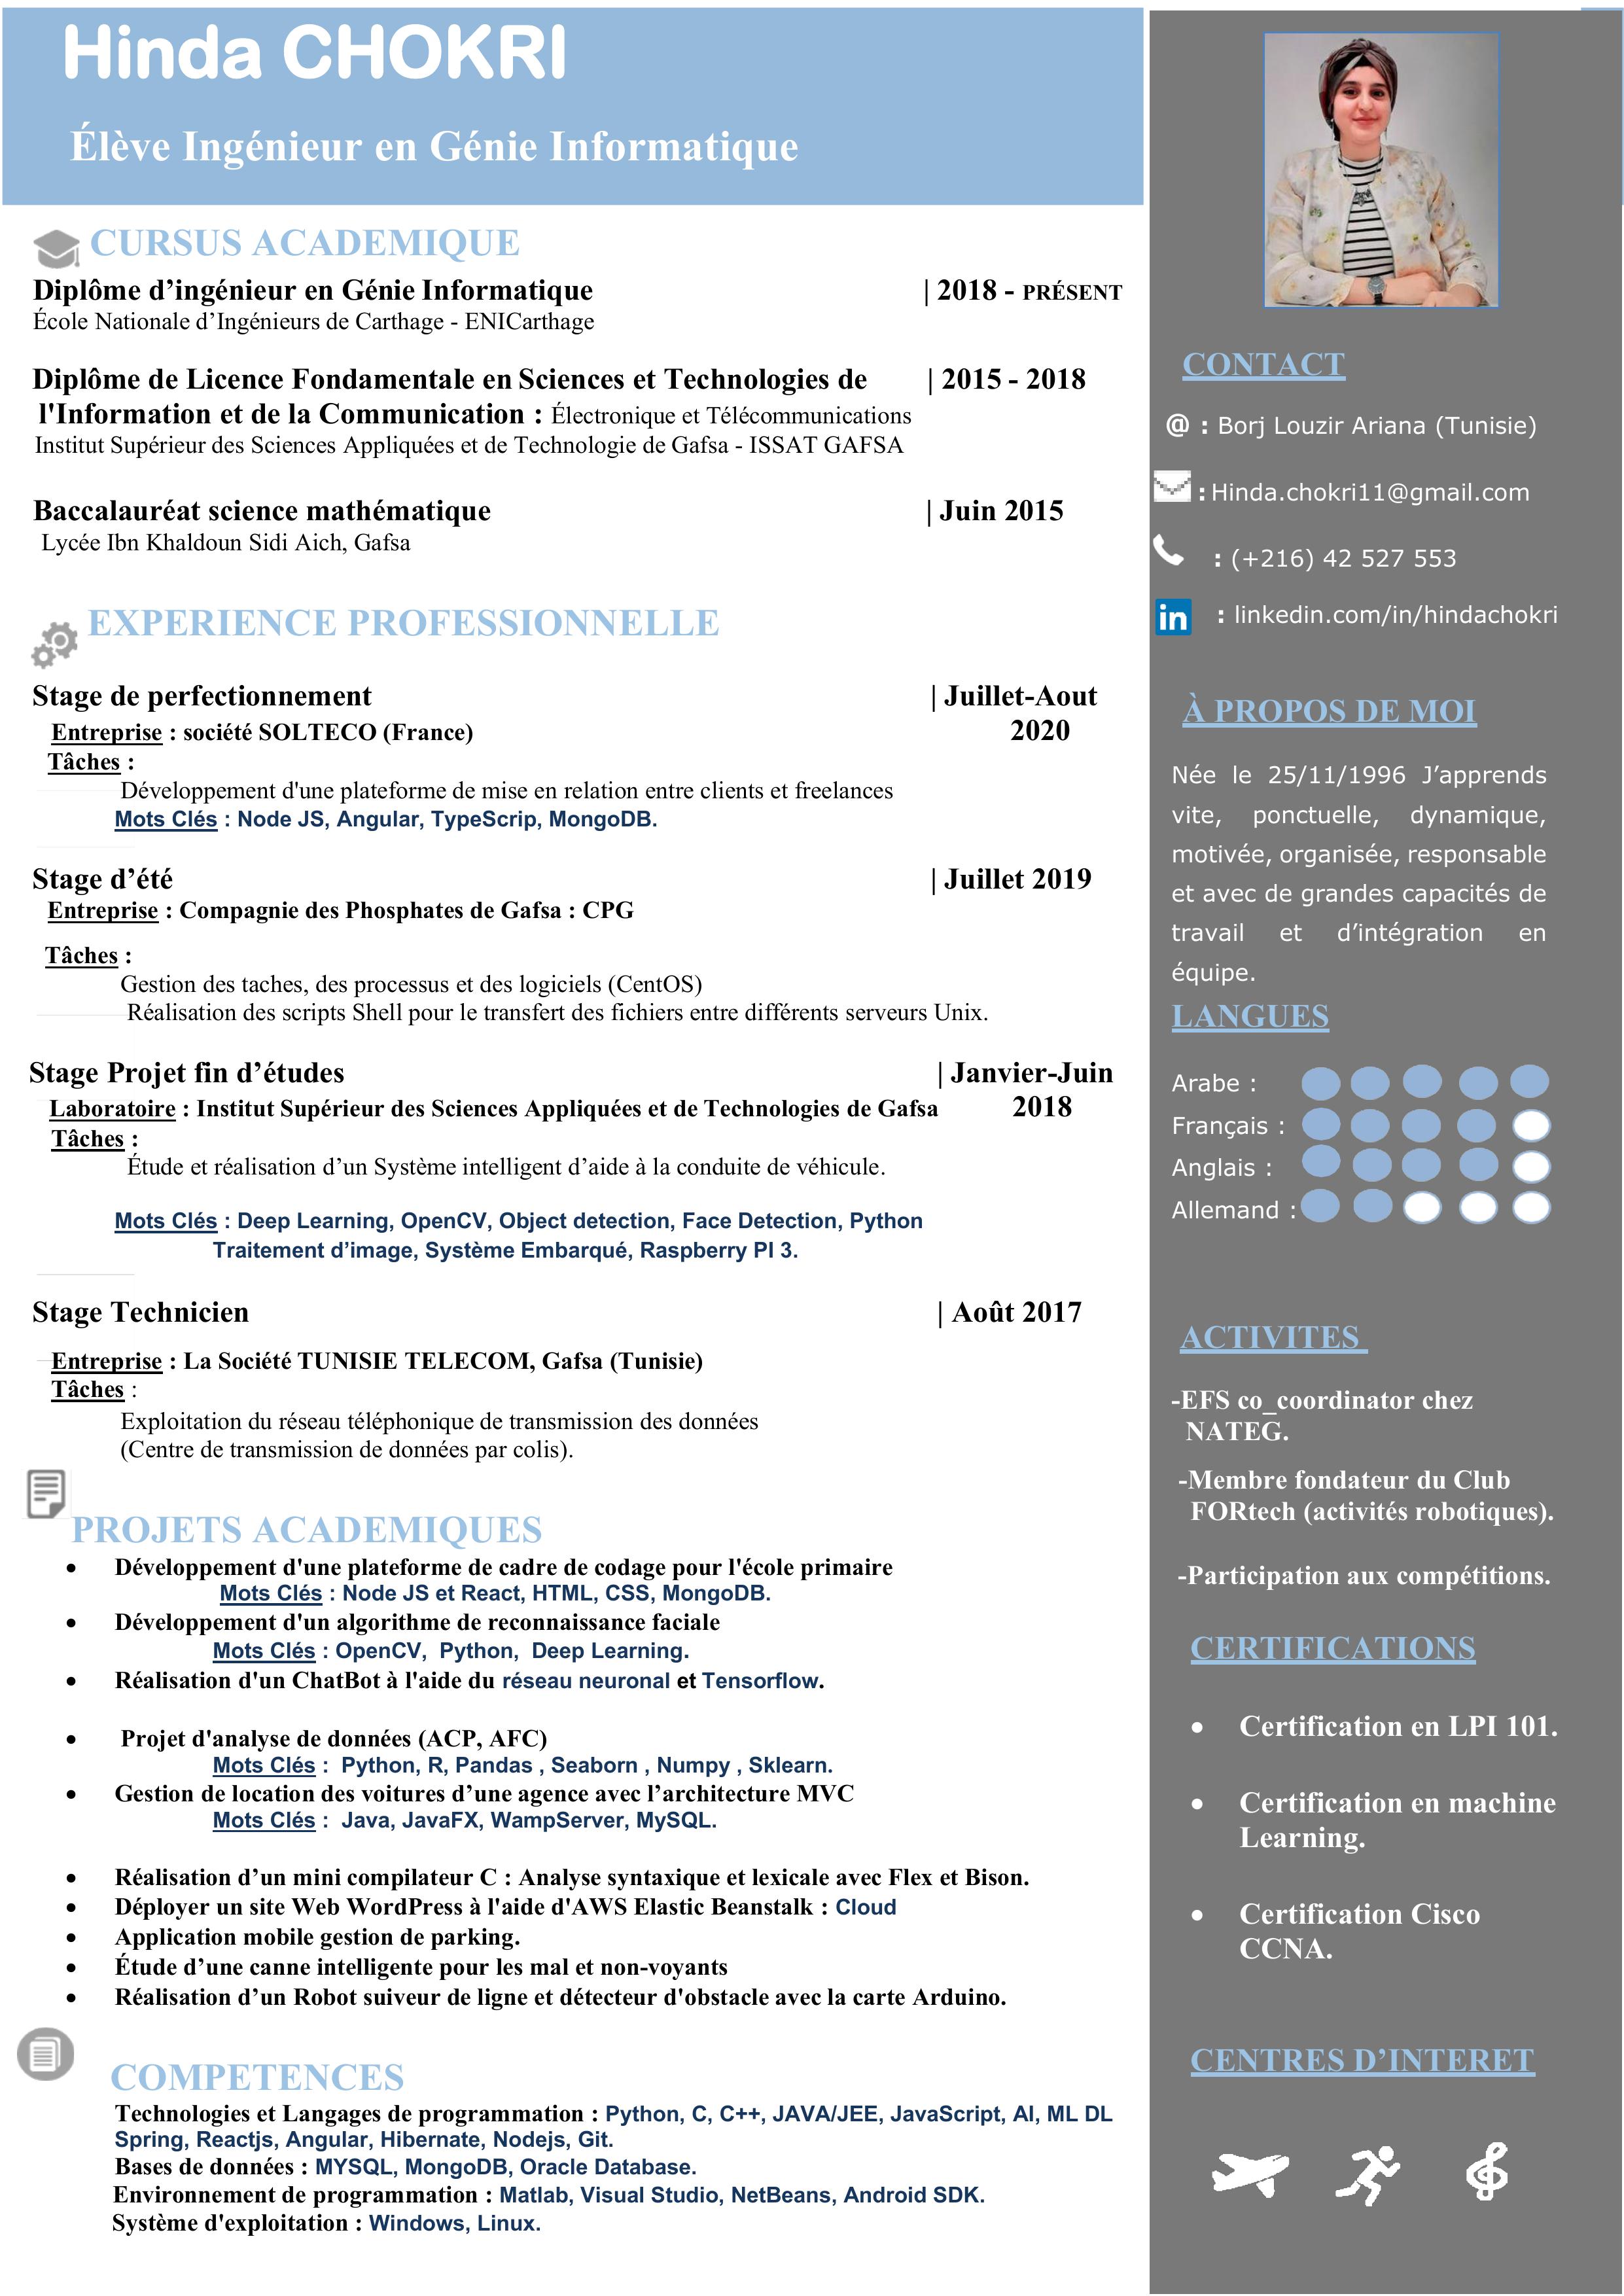 Hinda CHOKRI
Élève Ingénieur en Génie Informatique
CURSUS ACADEMIQUE
Diplôme d’ingénieur en Génie Informatique | 2018 - PRÉSENT
École Nationale d’Ingénieurs de Carthage - ENICarthage
Diplôme de Licence Fondamentale en Sciences et Technologies de | 2015 - 2018
l'Information et de la Communication : Électronique et Télécommunications
Institut Supérieur des Sciences Appliquées et de Technologie de Gafsa - ISSAT GAFSA
Baccalauréat science mathématique | Juin 2015
Lycée Ibn Khaldoun Sidi Aich, Gafsa
EXPERIENCE PROFESSIONNELLE
Stage de perfectionnement | Juillet-Aout
Entreprise : société SOLTECO (France) 2020
Tâches :
Développement d'une plateforme de mise en relation entre clients et freelances
Mots Clés : Node JS, Angular, TypeScrip, MongoDB.
Stage d’été | Juillet 2019
Entreprise : Compagnie des Phosphates de Gafsa : CPG
Tâches :
Gestion des taches, des processus et des logiciels (CentOS)
Réalisation des scripts Shell pour le transfert des fichiers entre différents serveurs Unix.
Stage Projet fin d’études | Janvier-Juin
Laboratoire : Institut Supérieur des Sciences Appliquées et de Technologies de Gafsa 2018
Tâches :
Étude et réalisation d’un Système intelligent d’aide à la conduite de véhicule.
Mots Clés : Deep Learning, OpenCV, Object detection, Face Detection, Python
Traitement d’image, Système Embarqué, Raspberry PI 3.
Stage Technicien | Août 2017
Entreprise : La Société TUNISIE TELECOM, Gafsa (Tunisie)
Tâches :
Exploitation du réseau téléphonique de transmission des données
(Centre de transmission de données par colis).
PROJETS ACADEMIQUES
• Développement d'une plateforme de cadre de codage pour l'école primaire
Mots Clés : Node JS et React, HTML, CSS, MongoDB.
• Développement d'un algorithme de reconnaissance faciale
Mots Clés : OpenCV, Python, Deep Learning.
• Réalisation d'un ChatBot à l'aide du réseau neuronal et Tensorflow.
• Projet d'analyse de données (ACP, AFC)
Mots Clés : Python, R, Pandas , Seaborn , Numpy , Sklearn.
• Gestion de location des voitures d’une agence avec l’architecture MVC
Mots Clés : Java, JavaFX, WampServer, MySQL.
• Réalisation d’un mini compilateur C : Analyse syntaxique et lexicale avec Flex et Bison.
• Déployer un site Web WordPress à l'aide d'AWS Elastic Beanstalk : Cloud
• Application mobile gestion de parking.
• Étude d’une canne intelligente pour les mal et non-voyants
• Réalisation d’un Robot suiveur de ligne et détecteur d'obstacle avec la carte Arduino.
COMPETENCES
Technologies et Langages de programmation : Python, C, C++, JAVA/JEE, JavaScript, AI, ML DL
Spring, Reactjs, Angular, Hibernate, Nodejs, Git.
Bases de données : MYSQL, MongoDB, Oracle Database.
Environnement de programmation : Matlab, Visual Studio, NetBeans, Android SDK.
Système d'exploitation : Windows, Linux.
CONTACT
@ : Borj Louzir Ariana (Tunisie)
: Hinda.chokri11@gmail.com
: (+216) 42 527 553
in : linkedin.com/in/hindachokri
À PROPOS DE MOI
Née le 25/11/1996 J’apprends
vite, ponctuelle, dynamique,
motivée, organisée, responsable
et avec de grandes capacités de
travail et d’intégration en
équipe.
LANGUES
Arabe :
Français :
Anglais :
Allemand :
ACTIVITES
-EFS co_coordinator chez
NATEG.
-Membre fondateur du Club
FORtech (activités robotiques).
-Participation aux compétitions.
CERTIFICATIONS
• Certification en LPI 101.
• Certification en machine
Learning.
• Certification Cisco
CCNA.
CENTRES D’INTERET